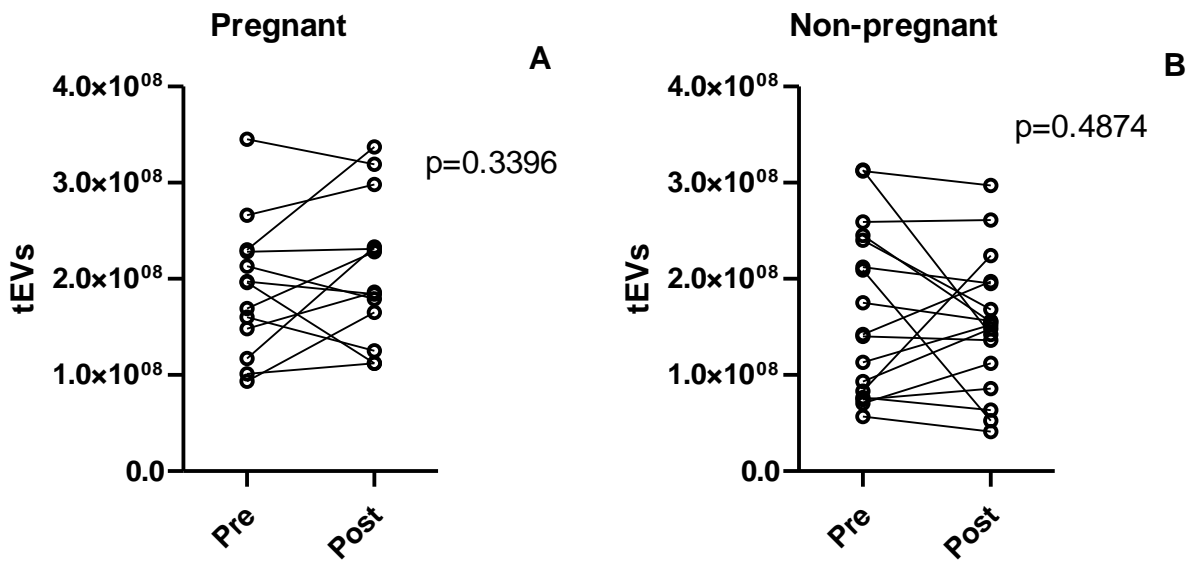 Pregnant
A
4.0×10⁰⁸
3.0×10⁰⁸
2.0×10⁰⁸
1.0×10⁰⁸
0.0
tEVs
p=0.3396
Pre
Post
Non-pregnant
B
4.0×10⁰⁸
3.0×10⁰⁸
2.0×10⁰⁸
1.0×10⁰⁸
0.0
tEVs
p=0.4874
Pre
Post